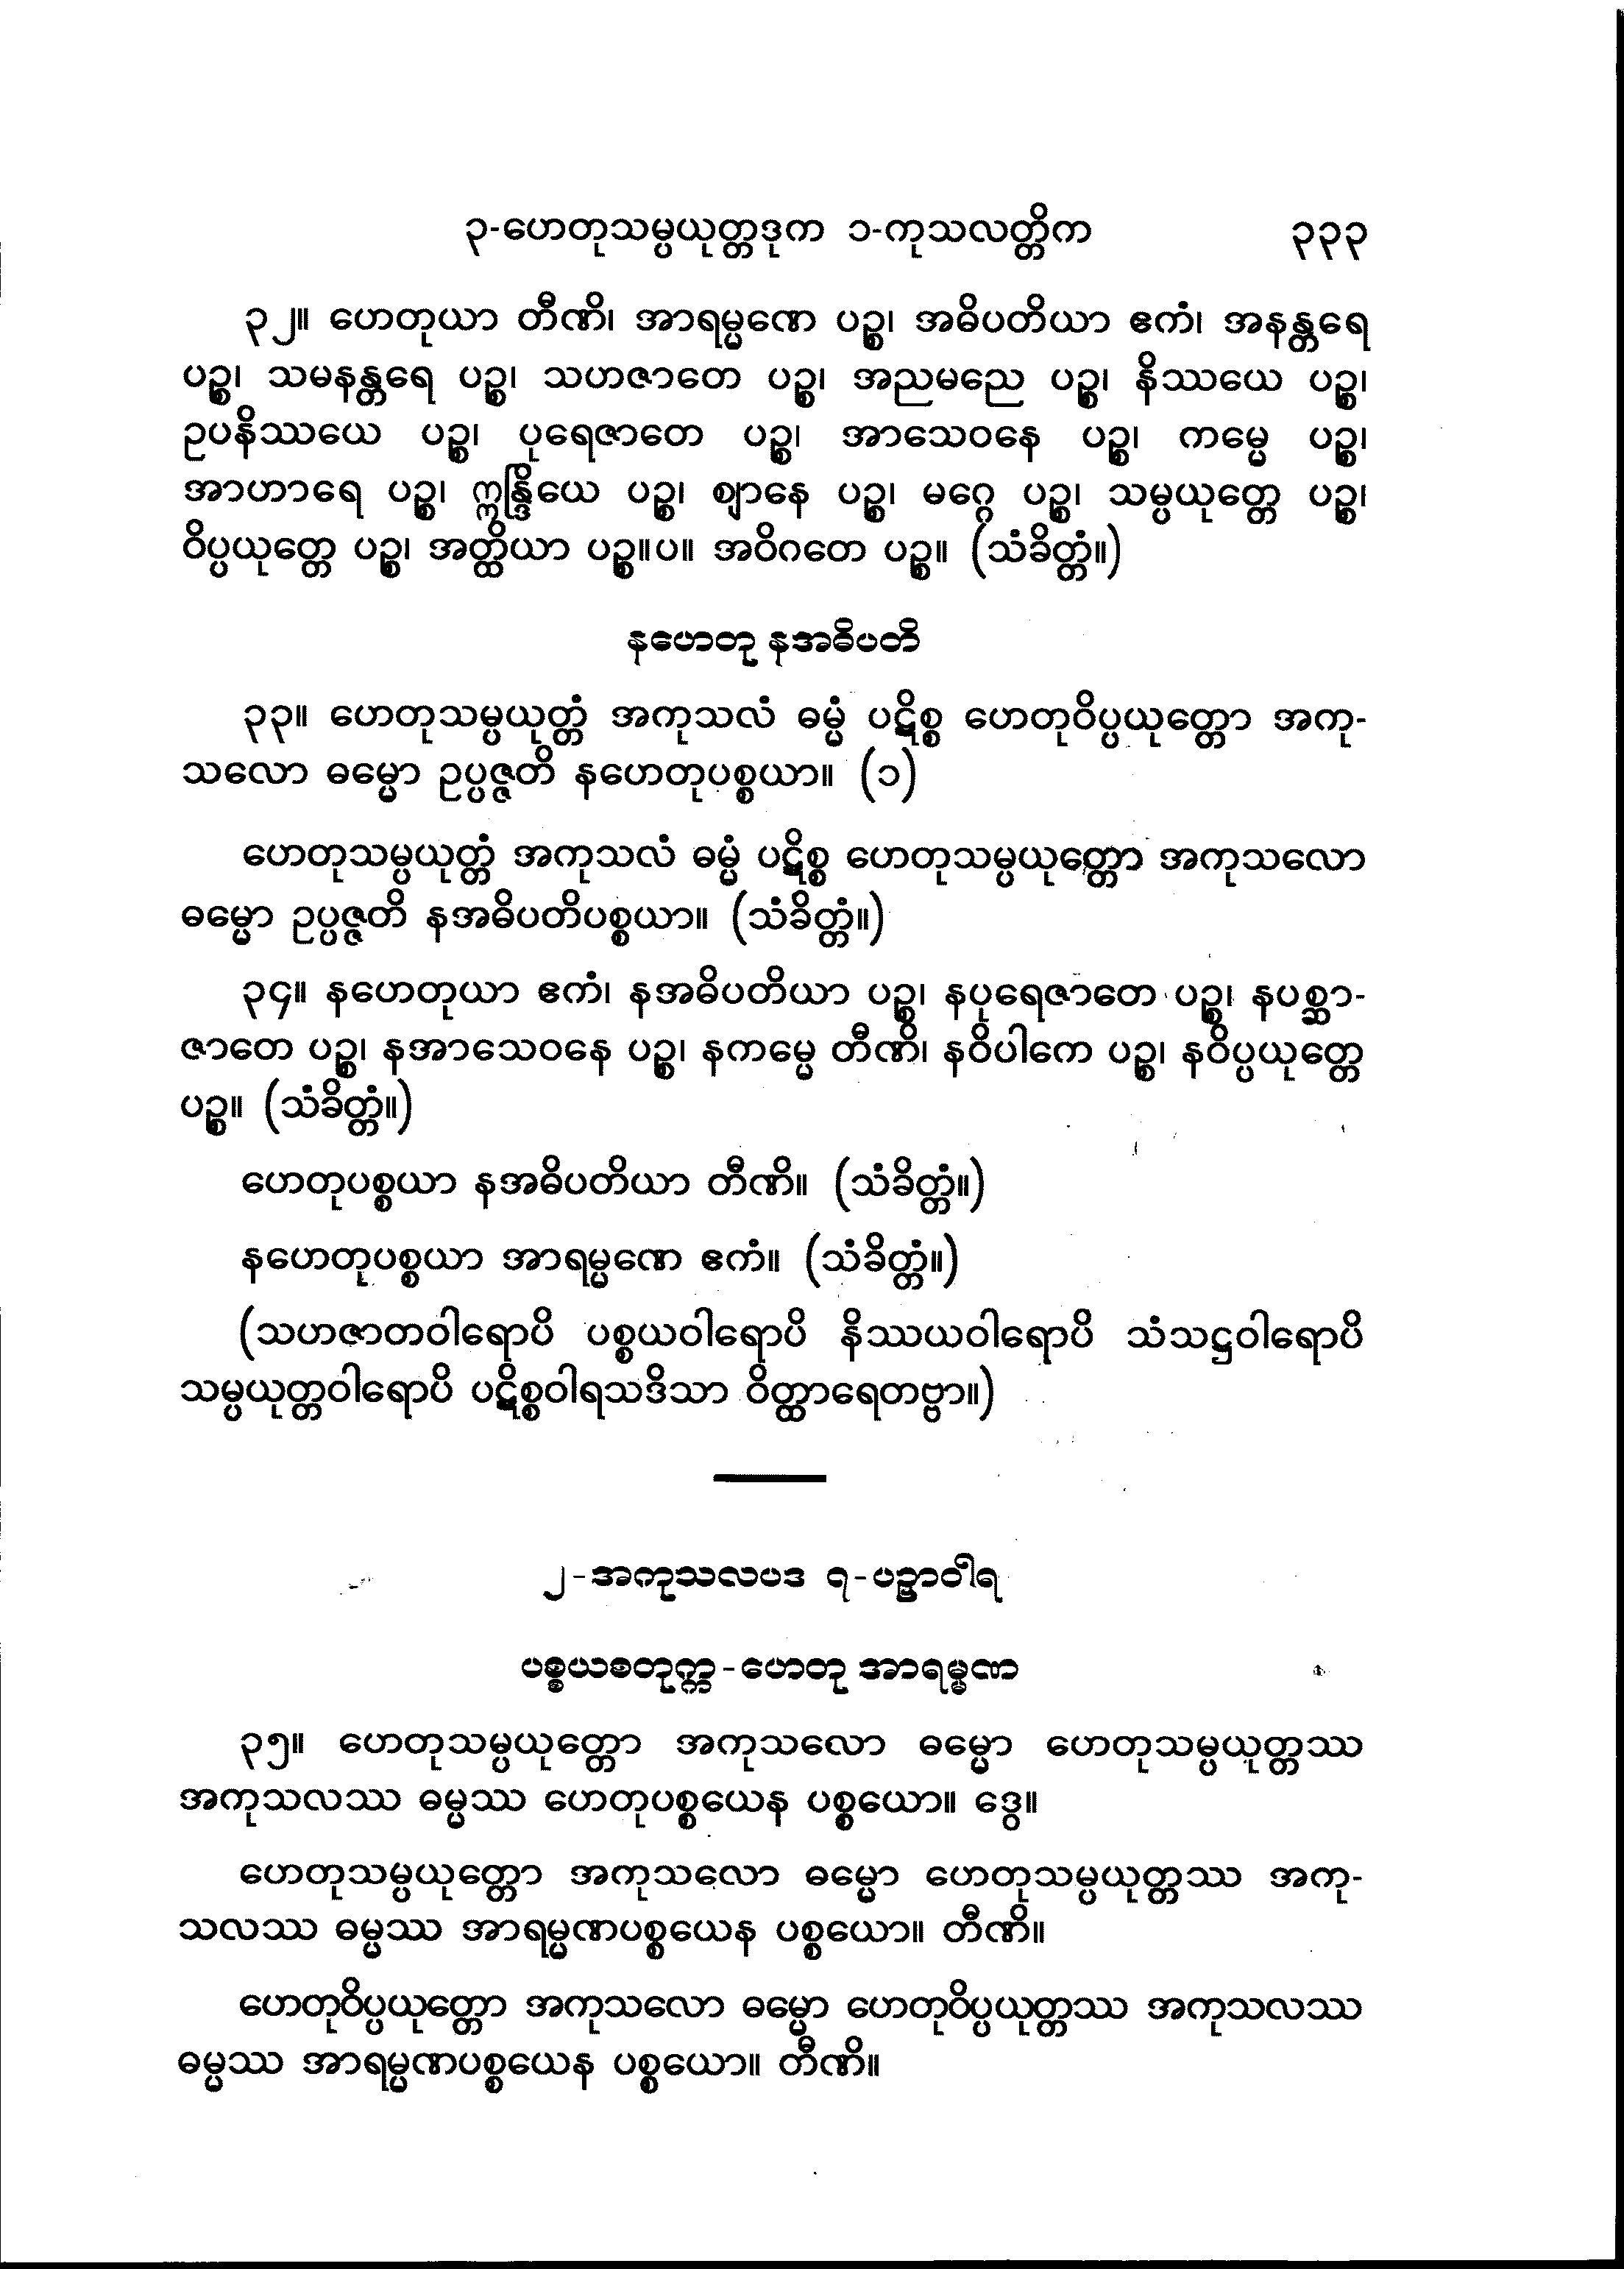 ၃-ဟေတုသမ္ပယုတ္တဒုက ၁-ကုသလတ္တိက ၃၃၃
၃၂။ ဟေတုယာ တီဏိ၊ အာရမ္မဏေ ပဉ္စ၊ အဓိပတိယာ ဧကံ၊ အနန္တရေ
ပဉ္စ၊ သမနန္တရေ ပဉ္စ၊ သဟဇာတေ ပဉ္စ၊ အညမညေ ပဉ္စ၊ နိဿယေ ပဉ္စ၊
ဥပနိဿယေ ပဉ္စ၊ ပုရေဇာတေ ပဉ္စ၊ အာသေဝနေ ပဉ္စ၊ ကမ္မေ ပဉ္စ၊
အာဟာရေ ပဉ္စ၊ ဣန္ဒြိယေ ပဉ္စ၊ ဈာနေ ပဉ္စ၊ မဂ္ဂေ ပဉ္စ၊ သမ္ပယုတ္တေ ပဉ္စ၊
ဝိပ္ပယုတ္တေ ပဉ္စ၊ အတ္ထိယာ ပဉ္စ။ပ။ အဝိဂတေ ပဉ္စ။ (သံခိတ္တံ။)
နဟေတု နအဓိပတိ
၃၃။ ဟေတုသမ္ပယုတ္တံ အကုသလံ ဓမ္မံ ပဋိစ္စ ဟေတုဝိပ္ပယုတ္တော အကု-
သလော ဓမ္မော ဥပ္ပဇ္ဇတိ နဟေတုပစ္စယာ။ (၁)
ဟေတုသမ္ပယုတ္တံ အကုသလံ ဓမ္မံ ပဋိစ္စ ဟေတုသမ္ပယုတ္တော အကုသလော
ဓမ္မော ဥပ္ပဇ္ဇတိ နအဓိပတိပစ္စယာ။ (သံခိတ္တံ။)
၃၄။ နဟေတုယာ ဧကံ၊ နအဓိပတိယာ ပဉ္စ၊ နပုရေဇာတေ ပဉ္စ၊ နပစ္ဆာ-
ဇာတေ ပဉ္စ၊ နအာသေဝနေ ပဉ္စ၊ နကမ္မေ တီဏိ၊ နဝိပါကေ ပဉ္စ၊ နဝိပ္ပယုတ္တေ
ပဉ္စ။ (သံခိတ္တံ။)
ဟေတုပစ္စယာ နအဓိပတိယာ တီဏိ။ (သံခိတ္တံ။)
နဟေတုပစ္စယာ အာရမ္မဏေ ဧကံ။ (သံခိတ္တံ။)
(သဟဇာတဝါရောပိ ပစ္စယဝါရောပိ နိဿယဝါရောပိ သံသဋ္ဌဝါရောပိ
သမ္ပယုတ္တဝါရောပိ ပဋိစ္စဝါရသဒိသာ ဝိတ္ထာရေတဗ္ဗာ။)
၂-အကုသလပဒ ၇-ပဉှာဝါရ
ပစ္စယစတုက္က-ဟေတု အာရမ္မဏ
၃၅။ ဟေတုသမ္ပယုတ္တော အကုသလော ဓမ္မော ဟေတုသမ္ပယုတ္တဿ
အကုသလဿ ဓမ္မဿ ဟေတုပစ္စယေန ပစ္စယော။ ဒွေ။
ဟေတုသမ္ပယုတ္တော အကုသလော ဓမ္မော ဟေတုသမ္ပယုတ္တဿ အကု-
သလဿ ဓမ္မဿ အာရမ္မဏပစ္စယေန ပစ္စယော။ တီဏိ။
ဟေတုဝိပ္ပယုတ္တော အကုသလော ဓမ္မော ဟေတုဝိပ္ပယုတ္တဿ အကုသလဿ
ဓမ္မဿ အာရမ္မဏပစ္စယေန ပစ္စယော။ တီဏိ။